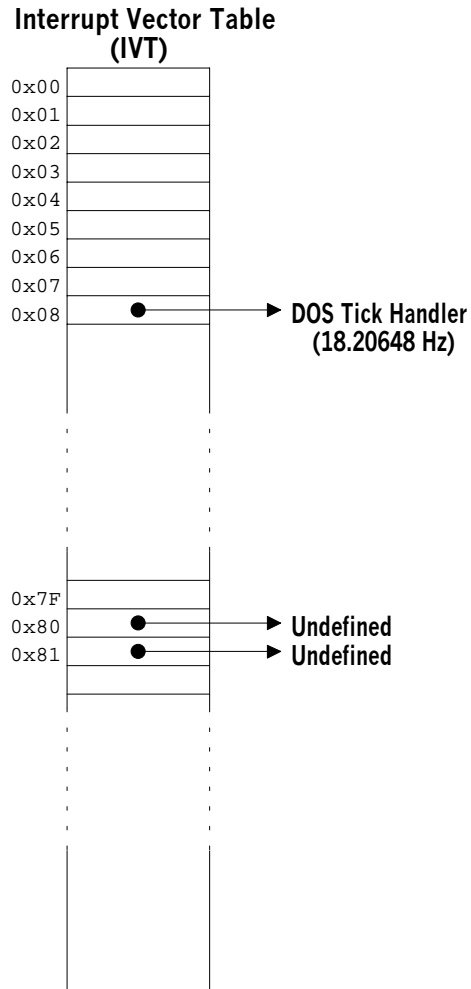 Interrupt Vector Table
(IVT)
0x00
0x01
0x02
0x03
0x04
0x05
0x06
0x07
0x08
DOS Tick Handler
(18.20648 Hz)
0x7F
0x80
Undefined
0x81
Undefined